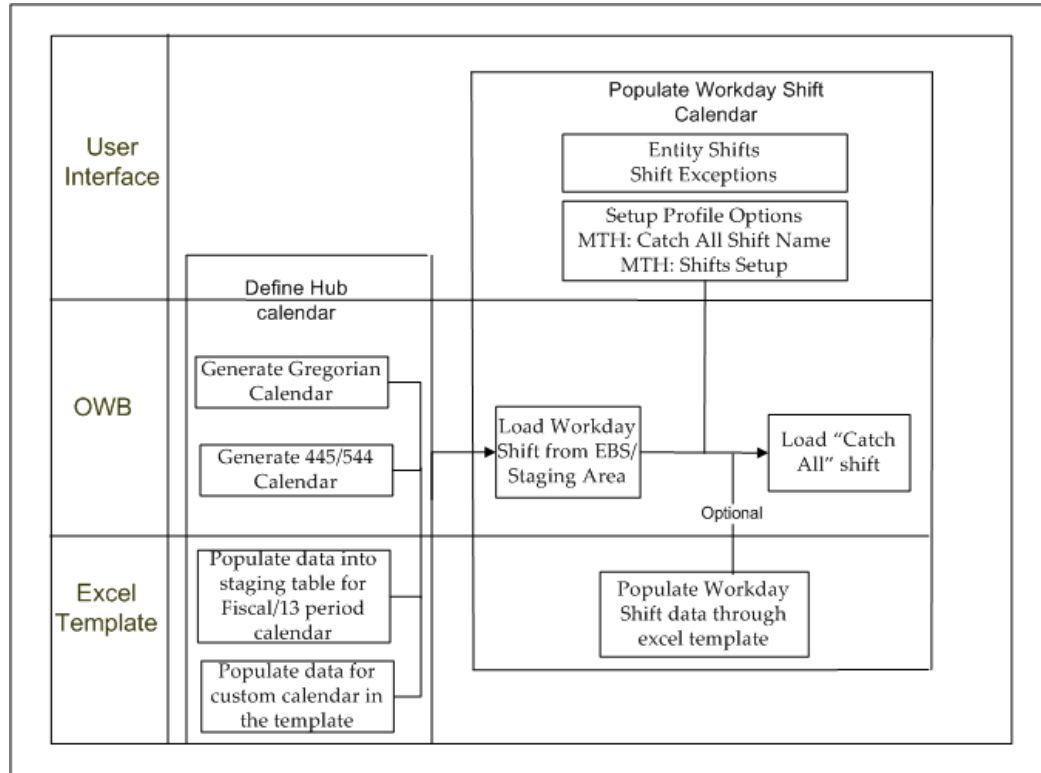 User
Interface
Populate Workday Shift
Calendar
Entity Shifts
Shift Exceptions
Setup Profile Options
MTH: Catch All Shift Name
MTH: Shifts Setup
Define Hub
calendar
OWB
Generate Gregorian
Calendar
Generate 445/544
Calendar
Load Workday
Shift from EBS/
Staging Area
Load “Catch
All” shift
Optional
Excel
Template
Populate data into
staging table for
Fiscal/13 period
calendar
Populate data for
custom calendar in
the template
Populate Workday
Shift data through
excel template